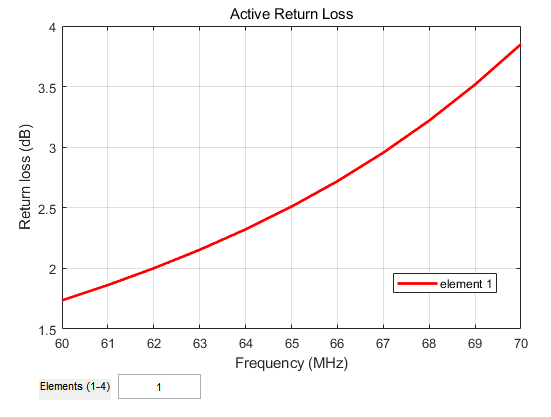 Active Return Loss
4
3.5
3
2.5
2
1.5
Return loss (dB)
element 1
60 61 62 63 64 65 66 67 68 69 70
Frequency (MHz)
Elements (1-4) 1